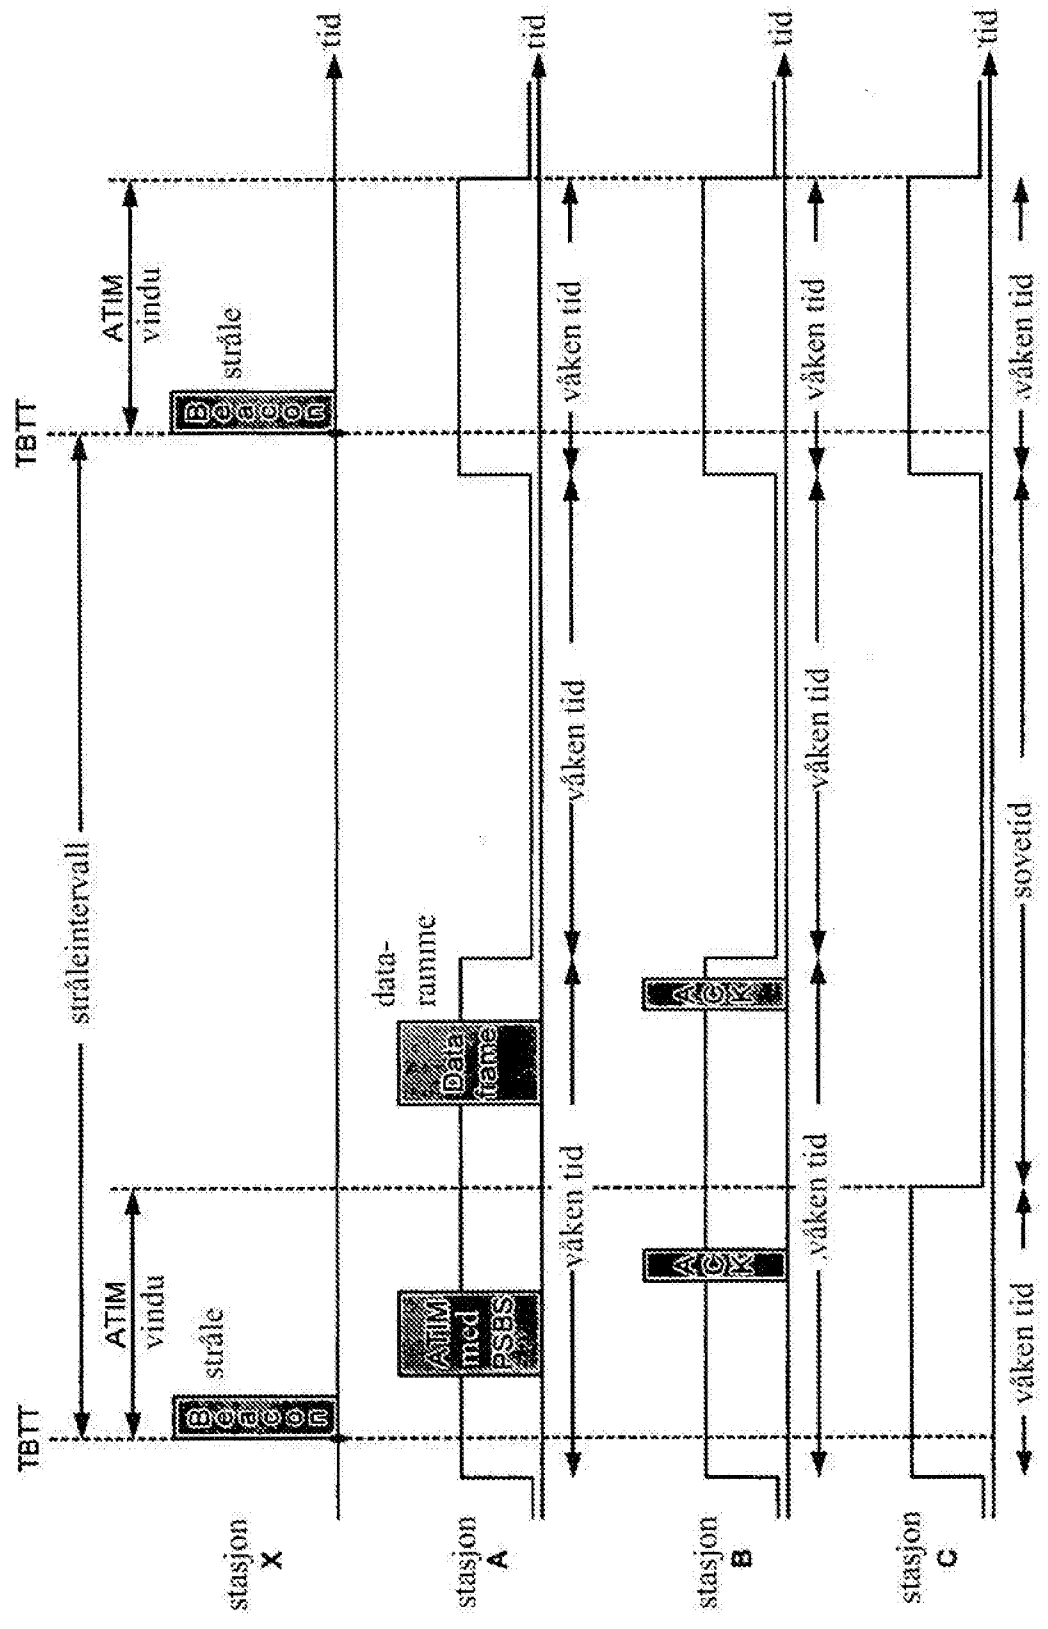 TBTT
TBTT
stråleintervall
ATIM
vindu
ATIM
vindu
stasjon
X
Beacon
stråle
Beacon
stråle
tid
stasjon
A
ATIM
med
PSBS
Data
frame
data-
ramme
tid
våken tid
våken tid
våken tid
stasjon
B
ACK
ACK
tid
våken tid
våken tid
våken tid
stasjon
C
tid
våken tid
sovetid
våken tid